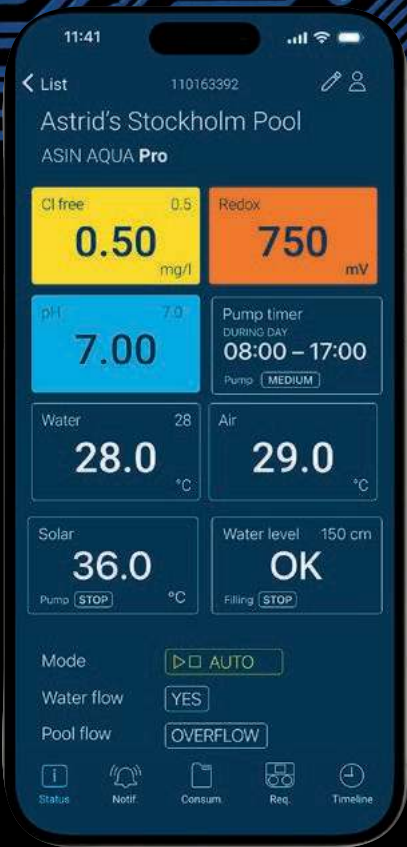 11:41
List 110163392
Astrid's Stockholm Pool
ASIN AQUA Pro
Cl free 0.5
0.50
mg/l
Redox
750
mV
pH 7.0
7.00
Pump timer
DURING DAY
08:00 – 17:00
Pump MEDIUM
Water 28
28.0
°C
Air
29.0
°C
Solar
36.0
°C
Pump STOP
Water level 150 cm
OK
Filling STOP
Mode AUTO
Water flow YES
Pool flow OVERFLOW
Status Notif. Consum. Req. Timeline